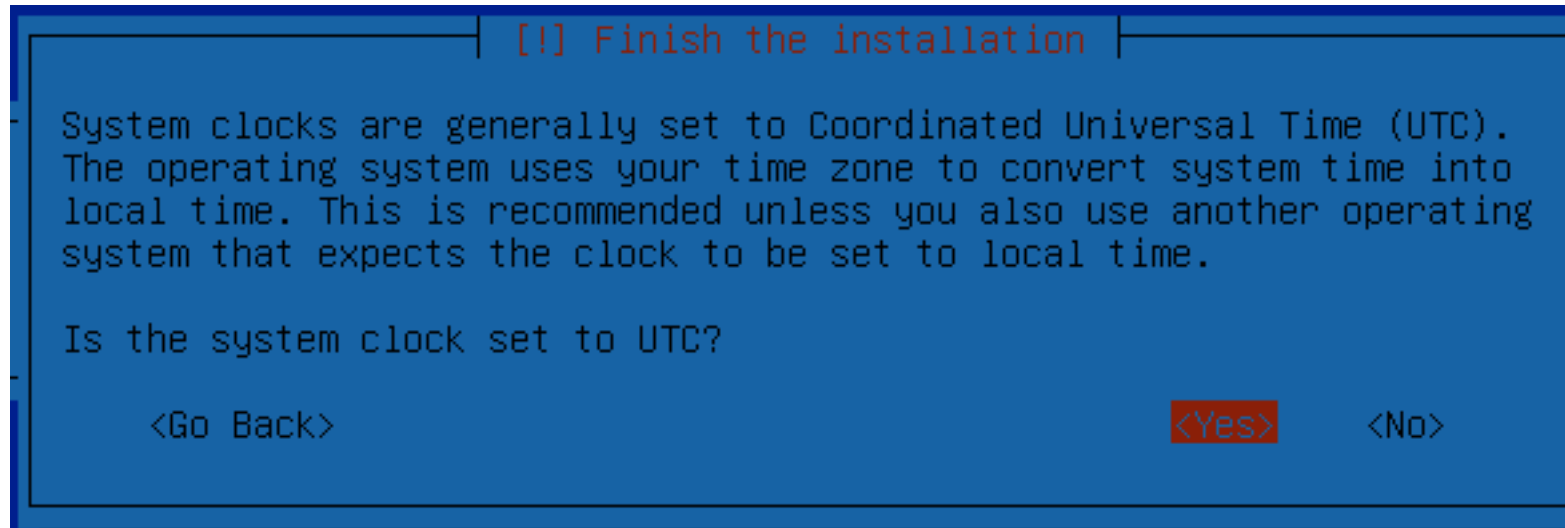 [!] Finish the installation
System clocks are generally set to Coordinated Universal Time (UTC).
The operating system uses your time zone to convert system time into
local time. This is recommended unless you also use another operating
system that expects the clock to be set to local time.
Is the system clock set to UTC?
<Go Back> <Yes> <No>